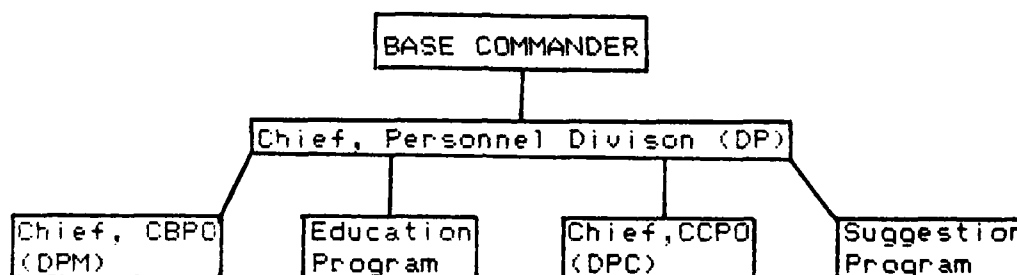 BASE COMMANDER
Chief, Personnel Divison (DP)
Chief, CBPO
(DPM)
Education
Program
Chief,CCPO
(DPC)
Suggestion
Program